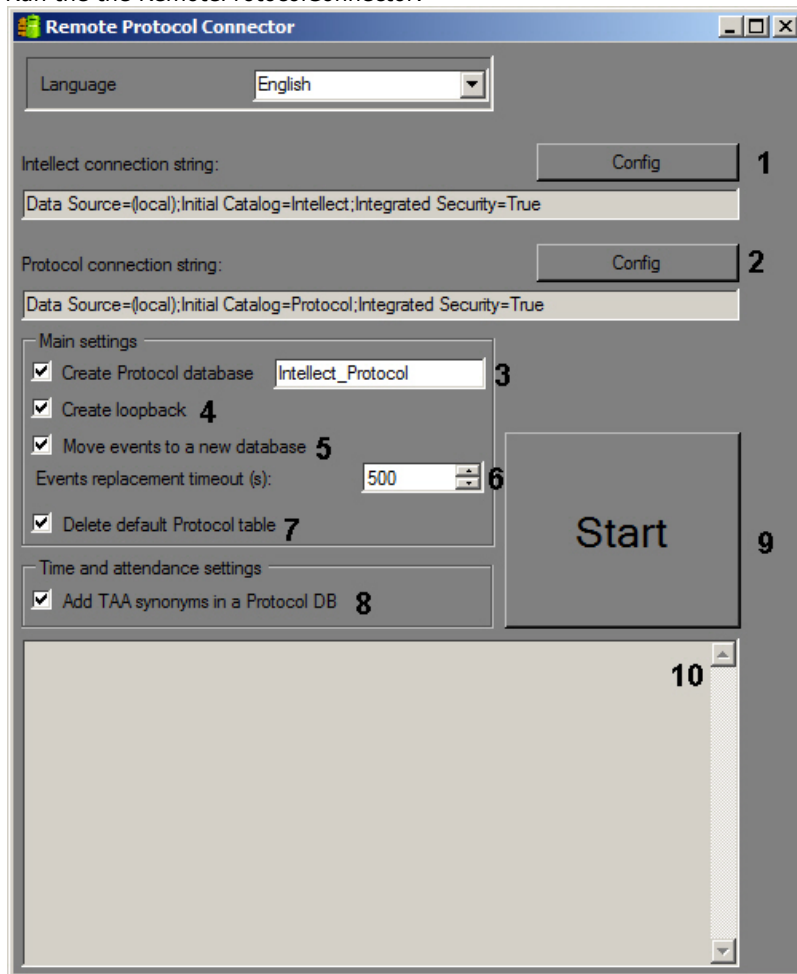 Run the the RemoteProtocolConnector.
Remote Protocol Connector
Language English
Intellect connection string: Config 1
Data Source=(local);Initial Catalog=Intellect;Integrated Security=True
Protocol connection string: Config 2
Data Source=(local);Initial Catalog=Protocol;Integrated Security=True
Main settings
Create Protocol database Intellect_Protocol 3
Create loopback 4
Move events to a new database 5
Events replacement timeout (s): 500 6
Delete default Protocol table 7
Start 9
Time and attendance settings
Add TAA synonyms in a Protocol DB 8
10